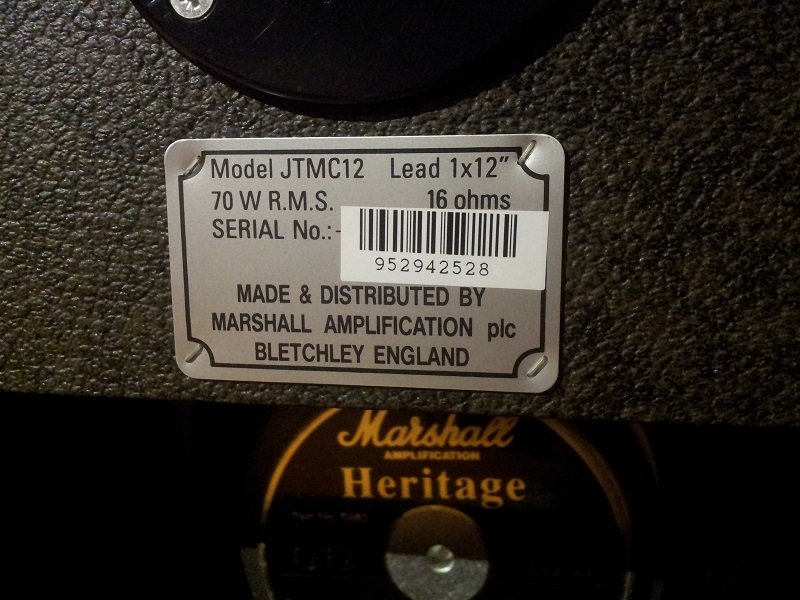 Model JTMC12 Lead 1x12"
70 W R.M.S. 16 ohms
SERIAL No.:-
952942528
MADE & DISTRIBUTED BY
MARSHALL AMPLIFICATION plc
BLETCHLEY ENGLAND
Marshall
AMPLIFICATION
Heritage
G12